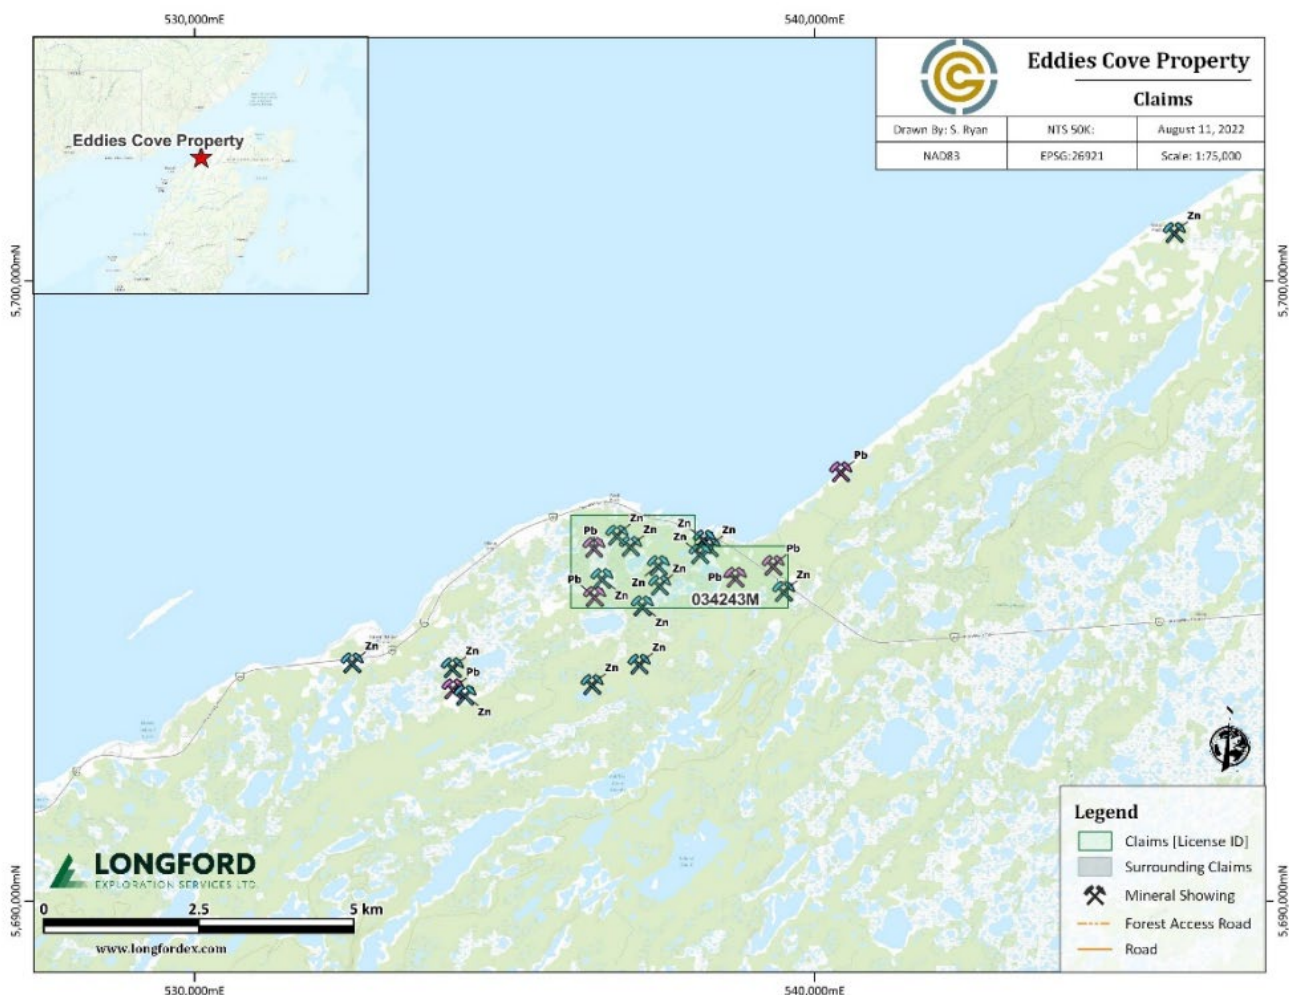 530,000mE
540,000mE
Eddies Cove Property
Eddies Cove Property
Claims
Drawn By: S. Ryan
NTS 50K:
August 11, 2022
NAD83
EPSG:26921
Scale: 1:75,000
5,700,000mN
5,700,000mN
Zn
Pb
Zn
Zn
Zn
Zn
Zn
Pb
Pb
Zn
Pb
Zn
Zn
Pb
Zn
034243M
Zn
Zn
Zn
Zn
Pb
Zn
Zn
5,690,000mN
5,690,000mN
LONGFORD
EXPLORATION SERVICES LTD.
0
2.5
5 km
www.longfordex.com
Legend
Claims [License ID]
Surrounding Claims
Mineral Showing
Forest Access Road
Road
530,000mE
540,000mE